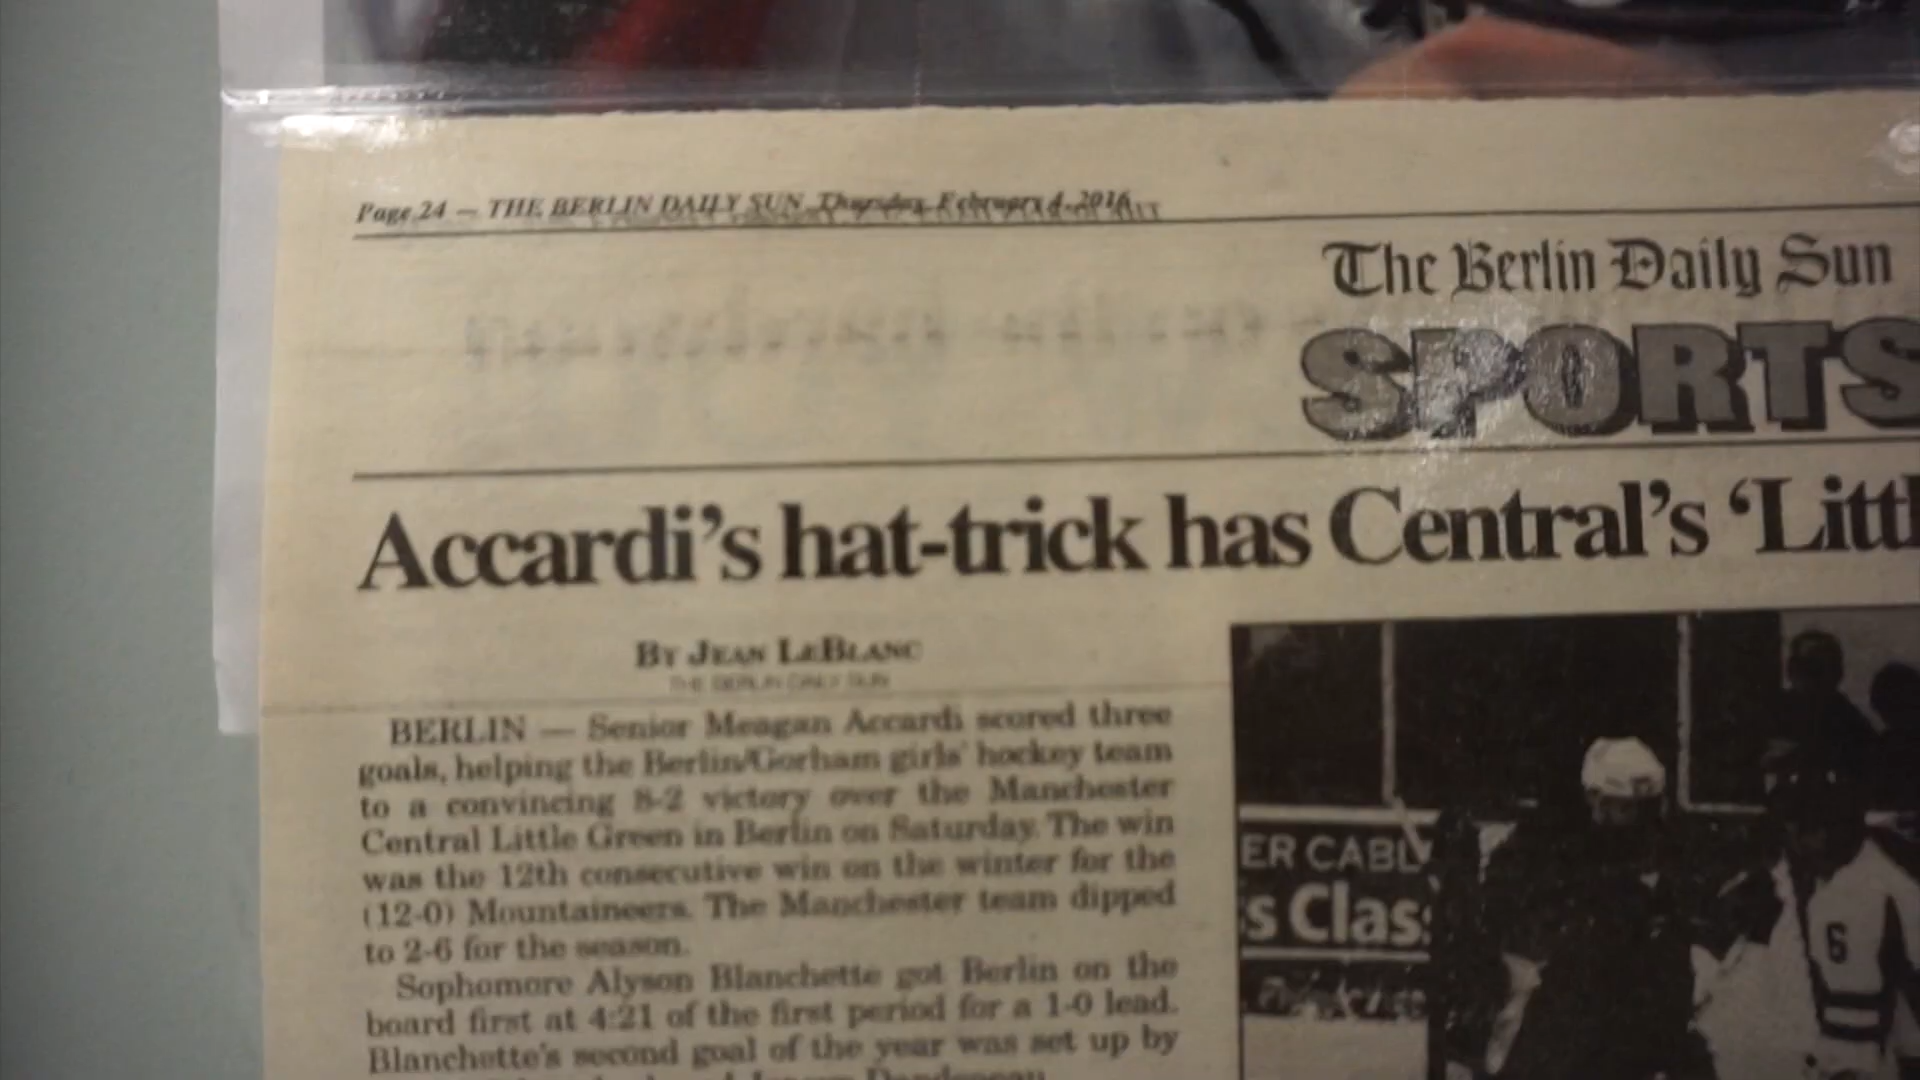 Page 24 — THE BERLIN DAILY SUN, Thursday, February 4, 2016
The Berlin Daily Sun
SPORTS
Accardi's hat-trick has Central's 'Littl
BY JEAN LEBLANC
THE BERLIN DAILY SUN
BERLIN — Senior Meagan Accardi scored three
goals, helping the Berlin/Gorham girls' hockey team
to a convincing 8-2 victory over the Manchester
Central Little Green in Berlin on Saturday. The win
was the 12th consecutive win on the winter for the
(12-0) Mountaineers. The Manchester team dipped
to 2-6 for the season.
Sophomore Alyson Blanchette got Berlin on the
board first at 4:21 of the first period for a 1-0 lead.
Blanchette's second goal of the year was set up by
ER CABL
s Clas
6